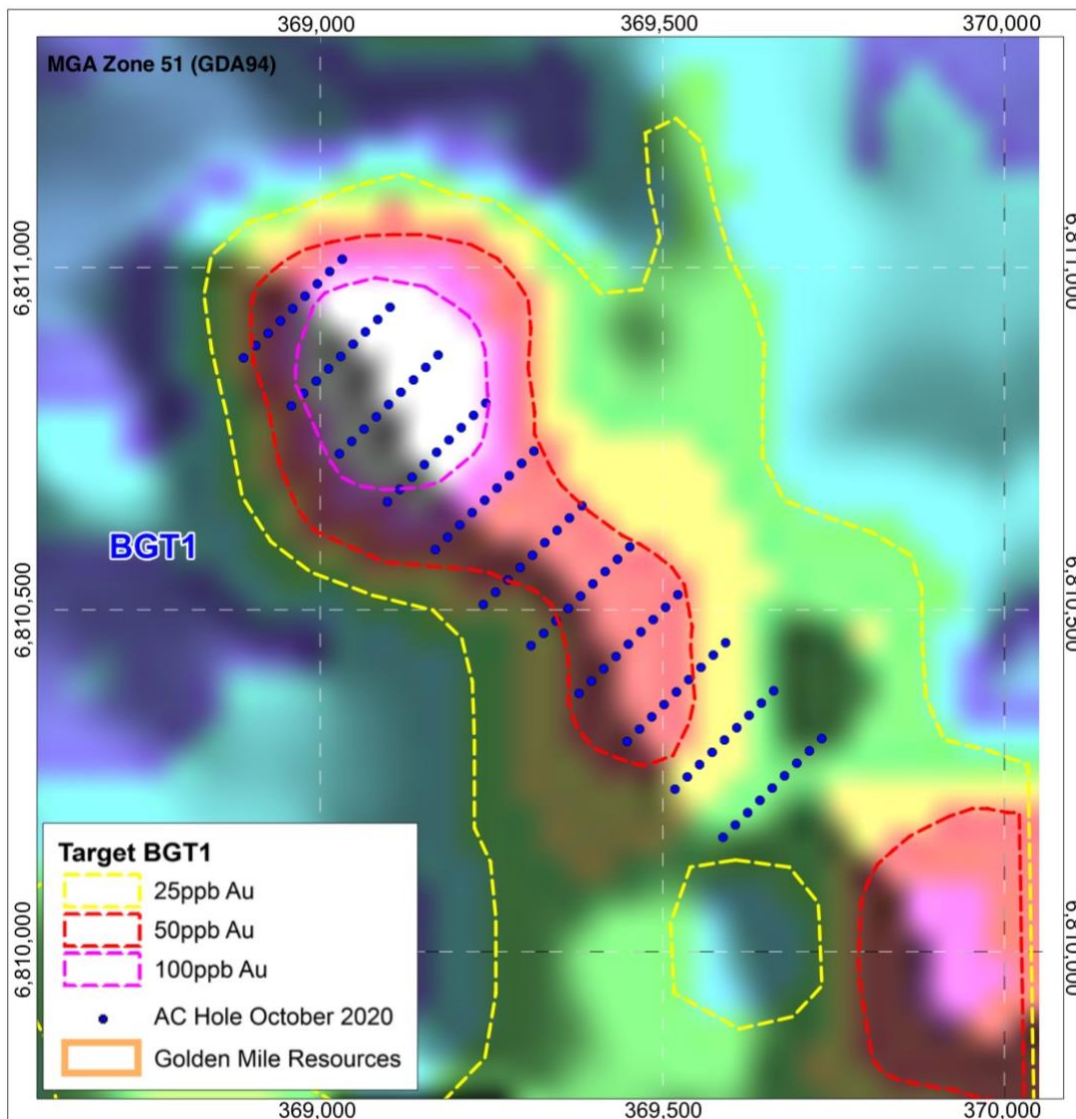 369,000
369,500
370,000
MGA Zone 51 (GDA94)
6,811,000
6,811,000
BGT1
6,810,500
6,810,500
Target BGT1
25ppb Au
50ppb Au
100ppb Au
AC Hole October 2020
Golden Mile Resources
6,810,000
6,810,000
369,000
369,500
370,000